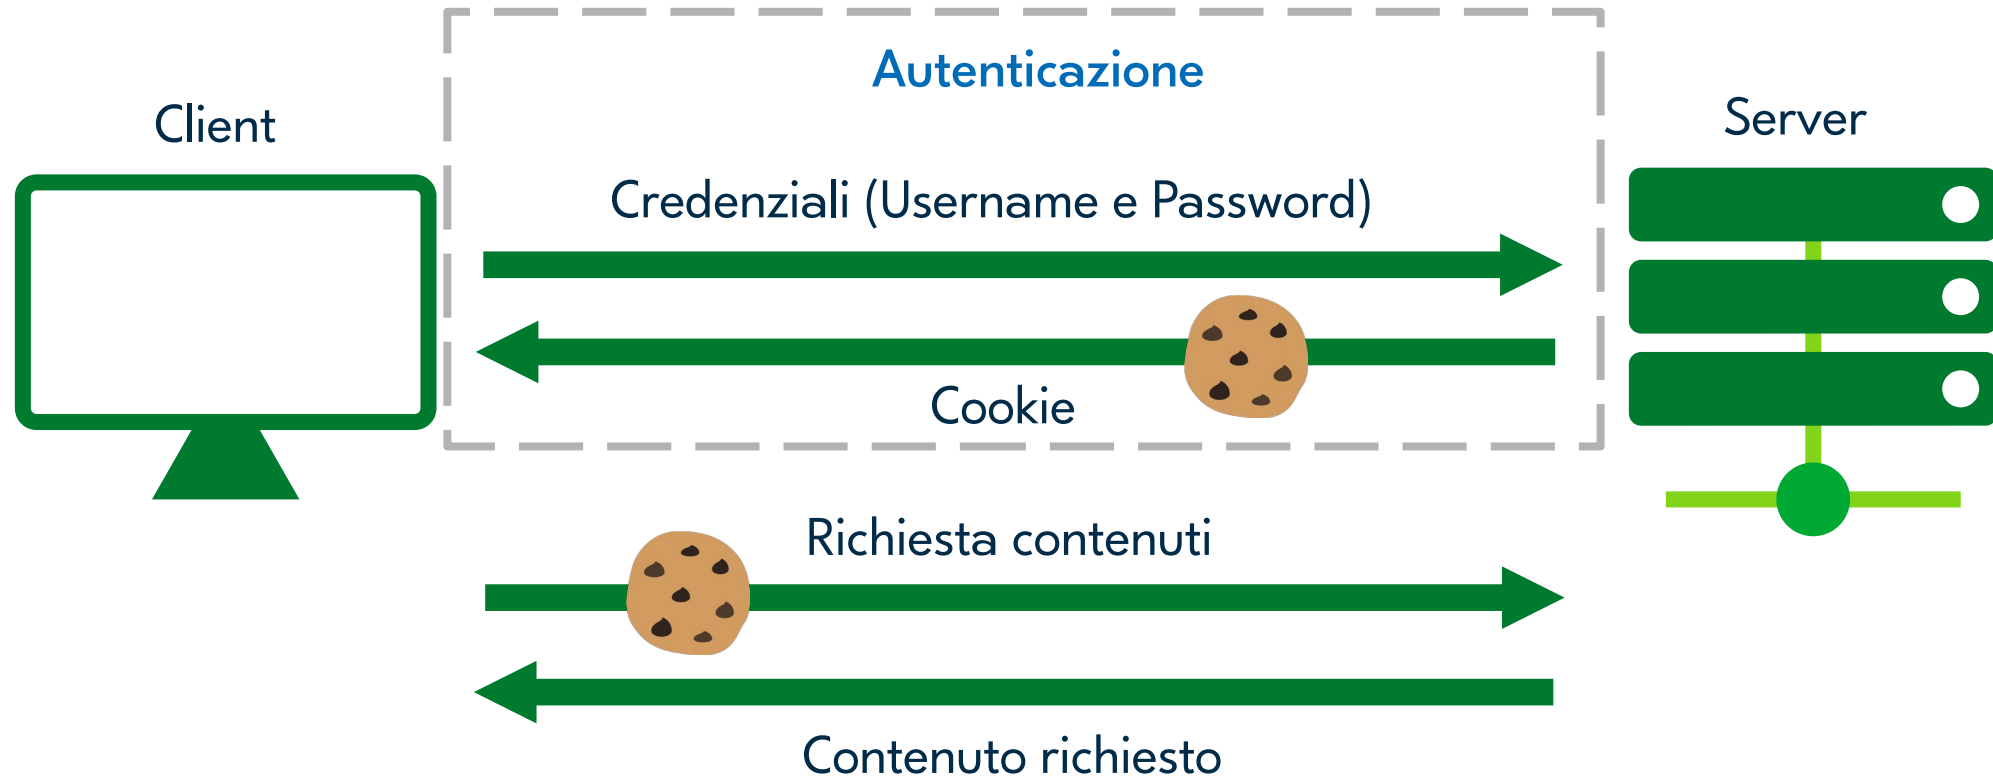 Autenticazione
Client
Server
Credenziali (Username e Password)
Cookie
Richiesta contenuti
Contenuto richiesto